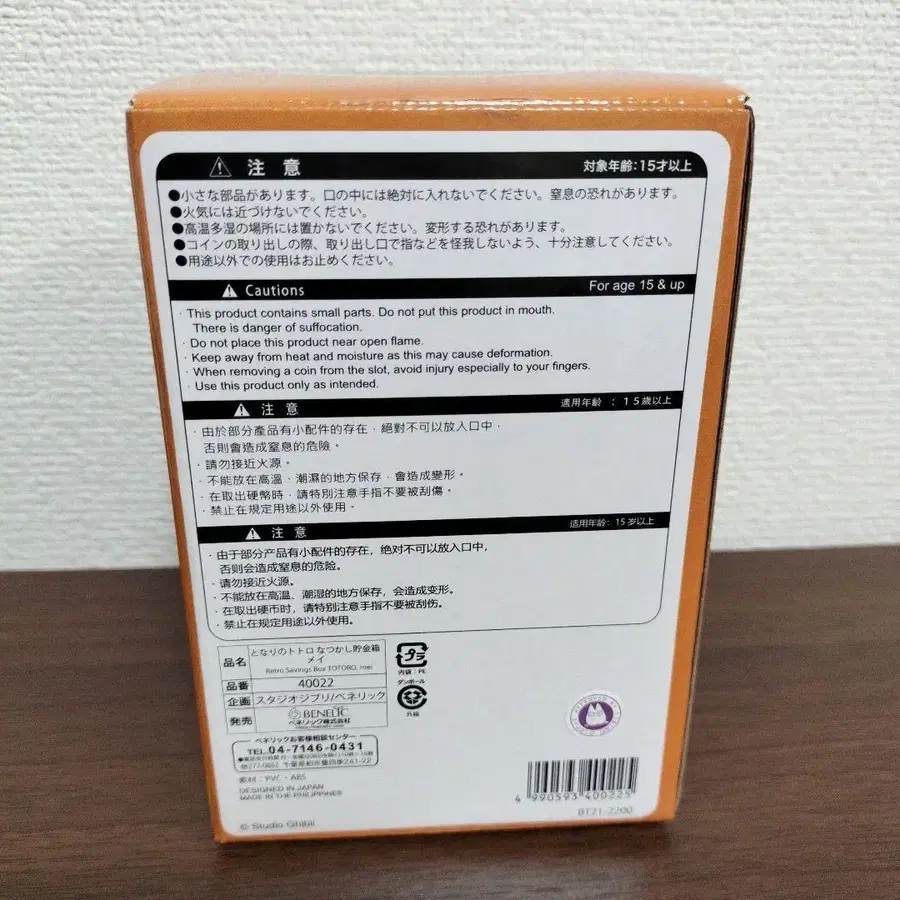 注意 対象年齢:15才以上
●小さな部品があります。口の中には絶対に入れないでください。窒息の恐れがあります。
●火気には近づけないでください。
●高温多湿の場所には置かないでください。変形する恐れがあります。
●コインの取り出しの際、取り出し口で指などを怪我しないよう、十分注意してください。
●用途以外での使用はお止めください。
Cautions For age 15 & up
· This product contains small parts. Do not put this product in mouth.
There is danger of suffocation.
· Do not place this product near open flame.
· Keep away from heat and moisture as this may cause deformation.
· When removing a coin from the slot, avoid injury especially to your fingers.
· Use this product only as intended.
注意 適用年齡 : 15歲以上
· 由於部分產品有小配件的存在﹐絕對不可以放入口中﹐
否則會造成窒息的危險。
· 請勿接近火源。
· 不能放在高溫﹑潮濕的地方保存﹐會造成變形。
· 在取出硬幣時﹐請特別注意手指不要被刮傷。
· 禁止在規定用途以外使用。
注意 适用年龄: 15岁以上
· 由于部分产品有小配件的存在，绝对不可以放入口中，
否则会造成窒息的危险。
· 请勿接近火源。
· 不能放在高温、潮湿的地方保存，会造成变形。
· 在取出硬币时，请特别注意手指不要被刮伤。
· 禁止在规定用途以外使用。
品名 となりのトトロ なつかし貯金箱
メイ
Retro Savings Box TOTORO, mei
品番 40022
企画 スタジオジブリ/ベネリック
発売 BENELIC
ベネリック株式会社
プラ
内袋:PE
ダンボール
外箱
ベネリックお客様相談センター
TEL.04-7146-0431
素材:PVC・ABS
DESIGNED IN JAPAN
MADE IN THE PHILIPPINES
© Studio Ghibli
4 990593 400225
BT21-2200